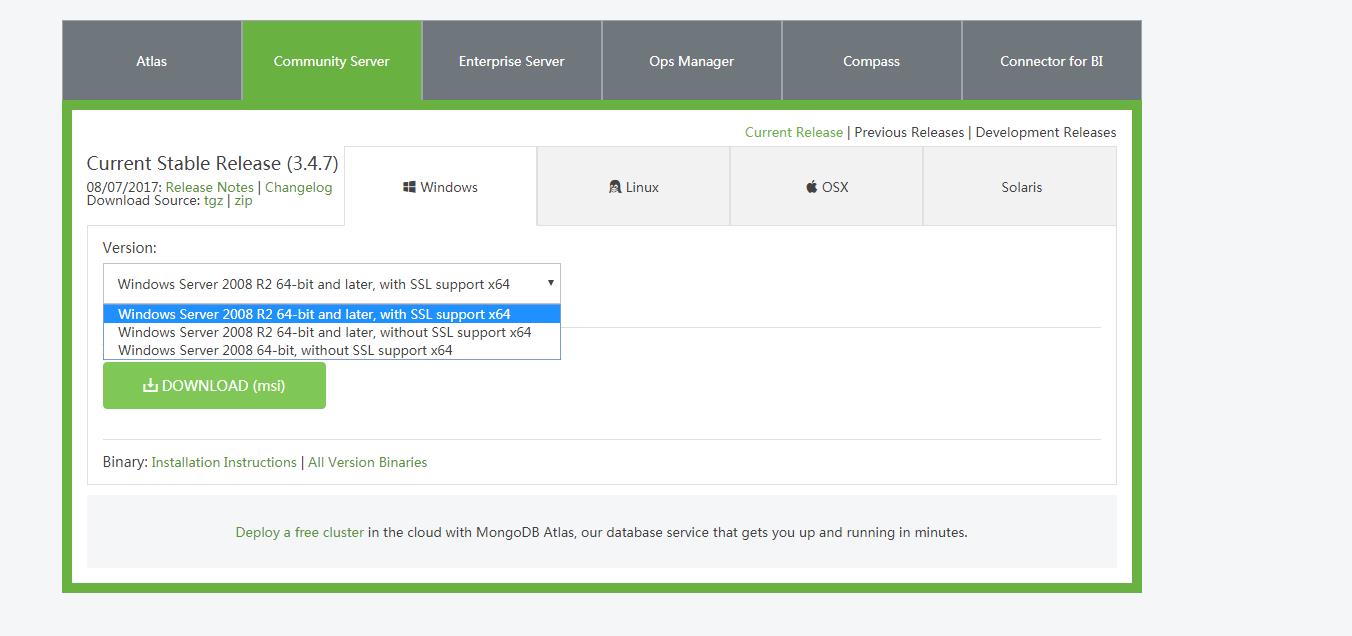 Atlas
Community Server
Enterprise Server
Ops Manager
Compass
Connector for BI
Current Release | Previous Releases | Development Releases
Current Stable Release (3.4.7)
08/07/2017: Release Notes | Changelog
Download Source: tgz | zip
Windows
Linux
OSX
Solaris
Version:
Windows Server 2008 R2 64-bit and later, with SSL support x64
Windows Server 2008 R2 64-bit and later, with SSL support x64
Windows Server 2008 R2 64-bit and later, without SSL support x64
Windows Server 2008 64-bit, without SSL support x64
DOWNLOAD (msi)
Binary: Installation Instructions | All Version Binaries
Deploy a free cluster in the cloud with MongoDB Atlas, our database service that gets you up and running in minutes.